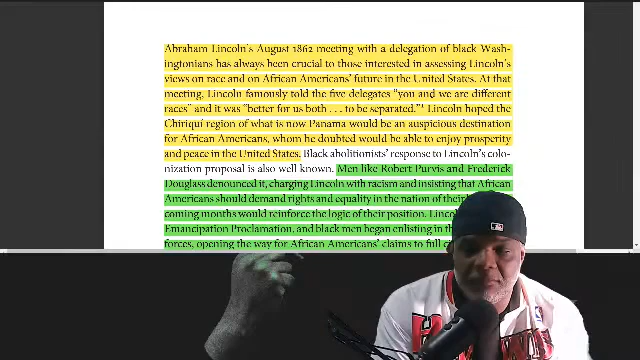 Abraham Lincoln's August 1862 meeting with a delegation of black Wash-
ingtonians has always been crucial to those interested in assessing Lincoln's
views on race and on African Americans' future in the United States. At that
meeting, Lincoln famously told the five delegates "you and we are different
races" and it was "better for us both . . . to be separated."¹ Lincoln hoped the
Chiriquí region of what is now Panama would be an auspicious destination
for African Americans, whom he doubted would be able to enjoy prosperity
and peace in the United States. Black abolitionists' response to Lincoln's colo-
nization proposal is also well known. Men like Robert Purvis and Frederick
Douglass denounced it, charging Lincoln with racism and insisting that African
Americans should demand rights and equality in the nation of their
coming months would reinforce the logic of their position.
Emancipation Proclamation, and black men began enlisting in
forces, opening the way for African Americans' claims to full